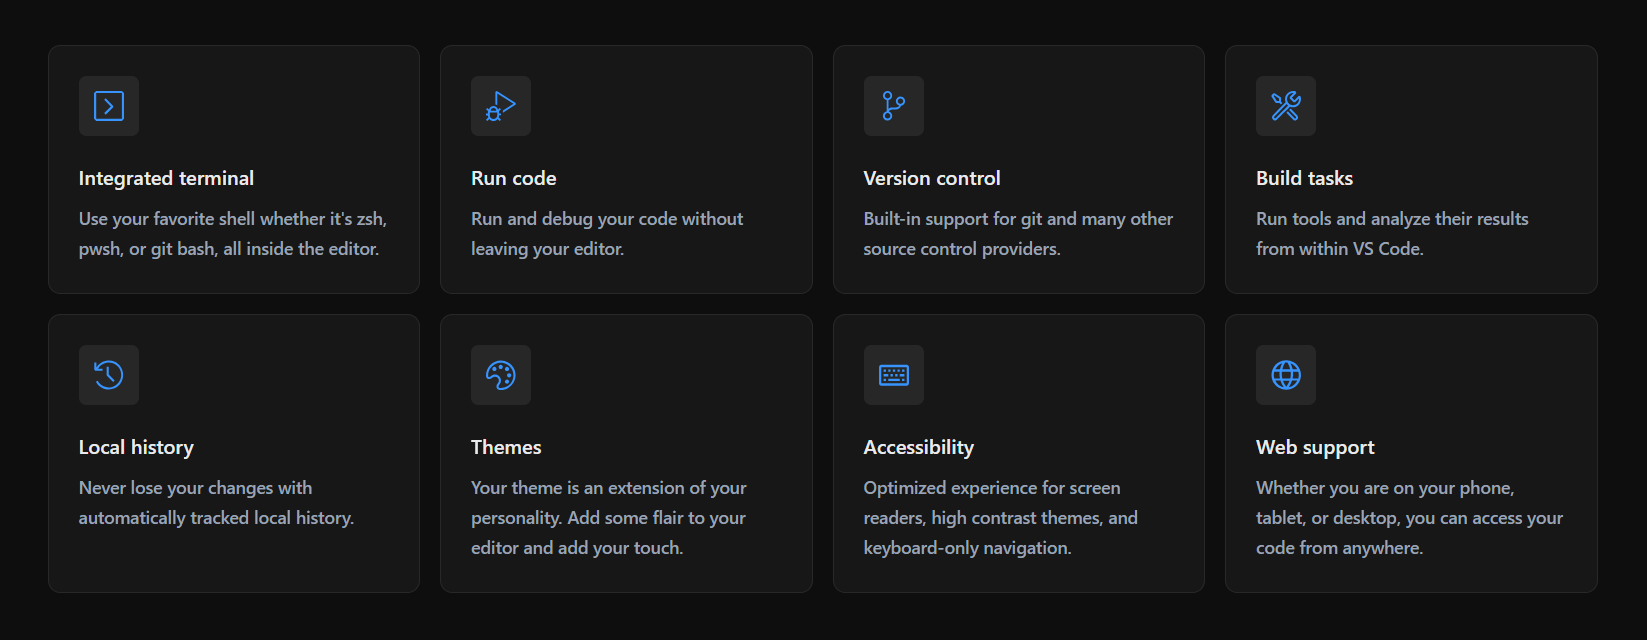 Integrated terminal
Use your favorite shell whether it's zsh,
pwsh, or git bash, all inside the editor.
Run code
Run and debug your code without
leaving your editor.
Version control
Built-in support for git and many other
source control providers.
Build tasks
Run tools and analyze their results
from within VS Code.
Local history
Never lose your changes with
automatically tracked local history.
Themes
Your theme is an extension of your
personality. Add some flair to your
editor and add your touch.
Accessibility
Optimized experience for screen
readers, high contrast themes, and
keyboard-only navigation.
Web support
Whether you are on your phone,
tablet, or desktop, you can access your
code from anywhere.